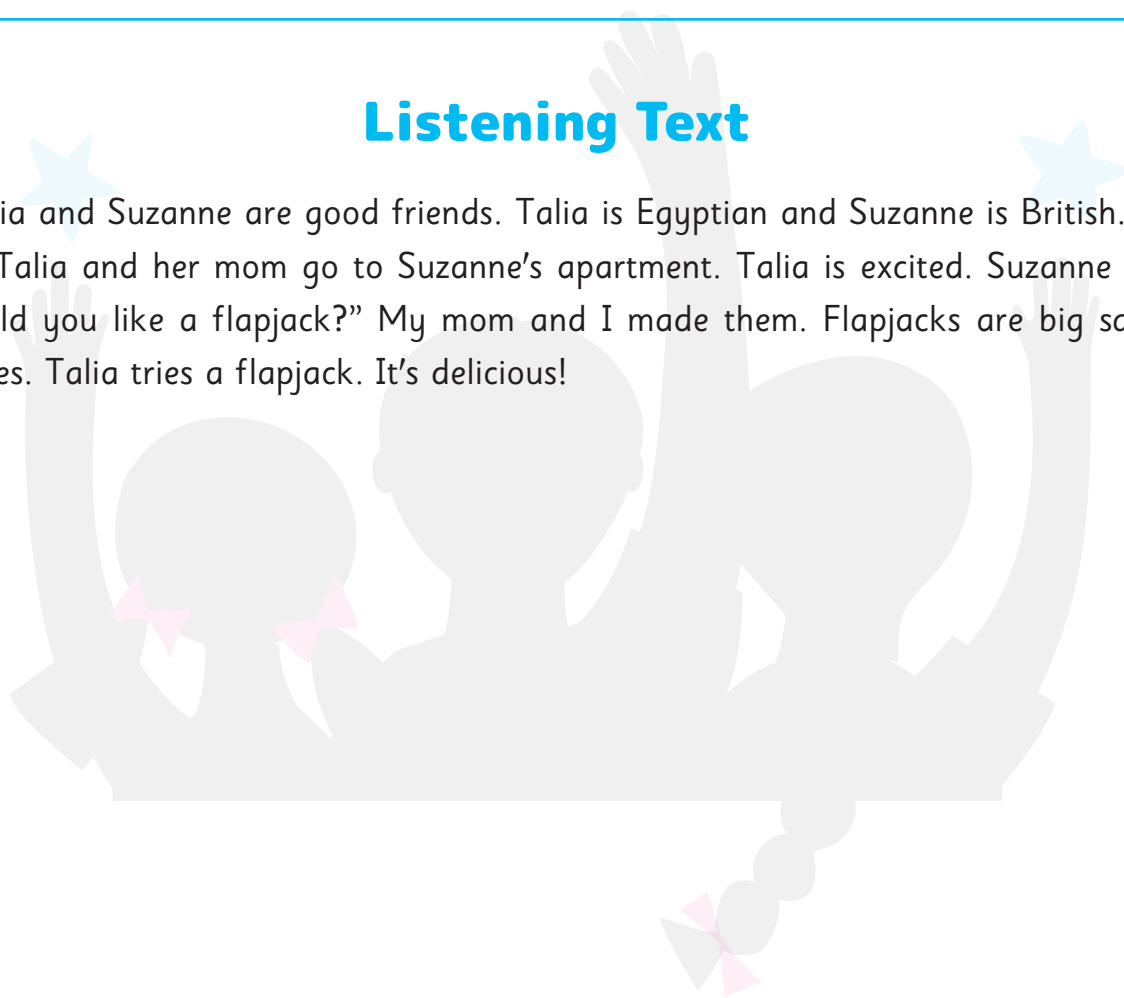 Listening Text
ia and Suzanne are good friends. Talia is Egyptian and Suzanne is British.
Talia and her mom go to Suzanne's apartment. Talia is excited. Suzanne
ld you like a flapjack?” My mom and I made them. Flapjacks are big
es. Talia tries a flapjack. It's delicious!